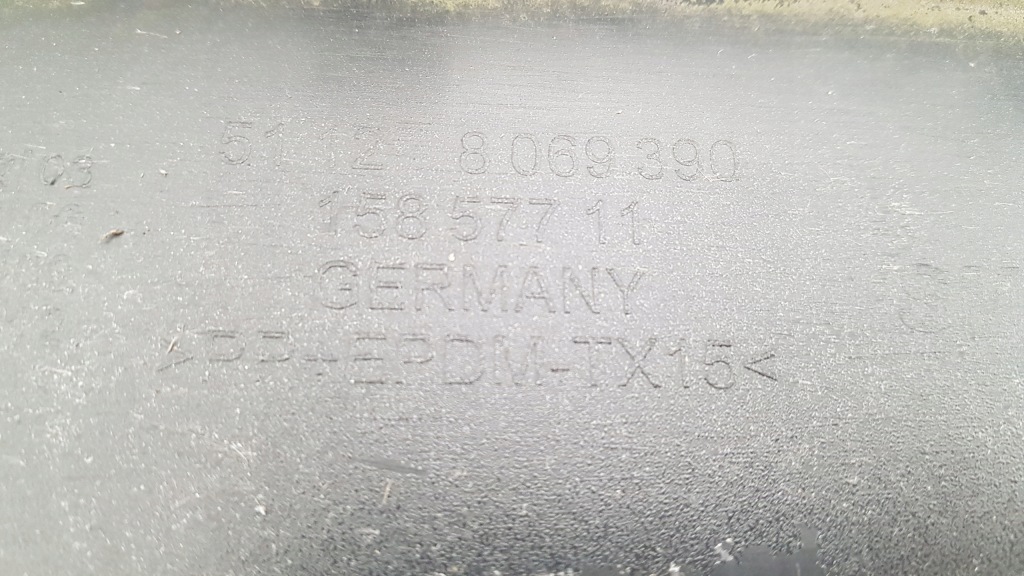 51 12 8 069 390
158 577 11
GERMANY
>PP+EPDM-TX15<